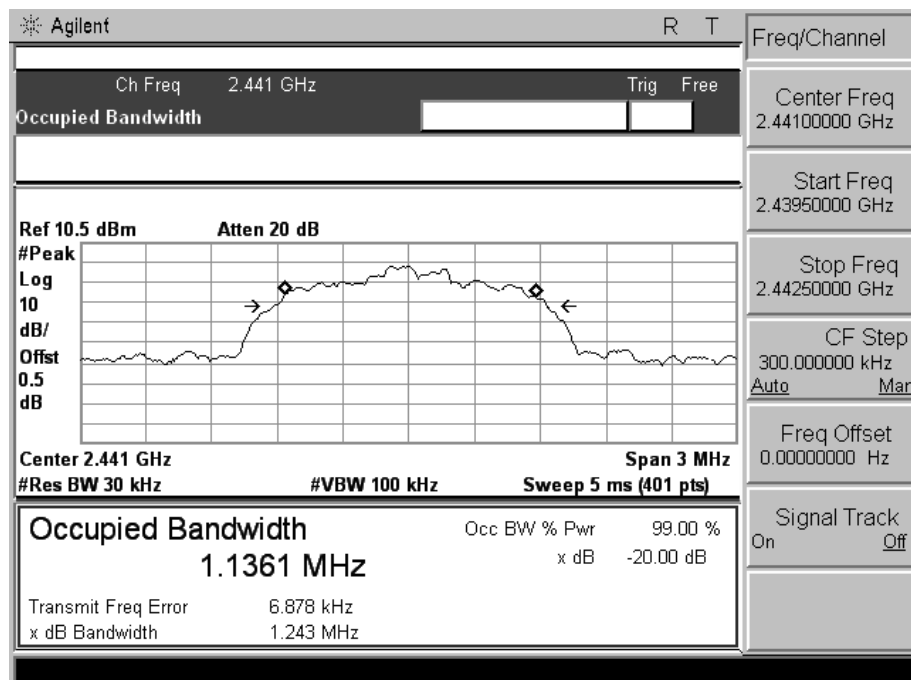 Agilent R T
Ch Freq 2.441 GHz Trig Free
Occupied Bandwidth
Ref 10.5 dBm Atten 20 dB
#Peak
Log
10
dB/
Offst
0.5
dB
Center 2.441 GHz Span 3 MHz
#Res BW 30 kHz #VBW 100 kHz Sweep 5 ms (401 pts)
Occupied Bandwidth
1.1361 MHz
Occ BW % Pwr 99.00 %
x dB -20.00 dB
Transmit Freq Error 6.878 kHz
x dB Bandwidth 1.243 MHz
Freq/Channel
Center Freq
2.44100000 GHz
Start Freq
2.43950000 GHz
Stop Freq
2.44250000 GHz
CF Step
300.000000 kHz
Auto Man
Freq Offset
0.00000000 Hz
Signal Track
On Off